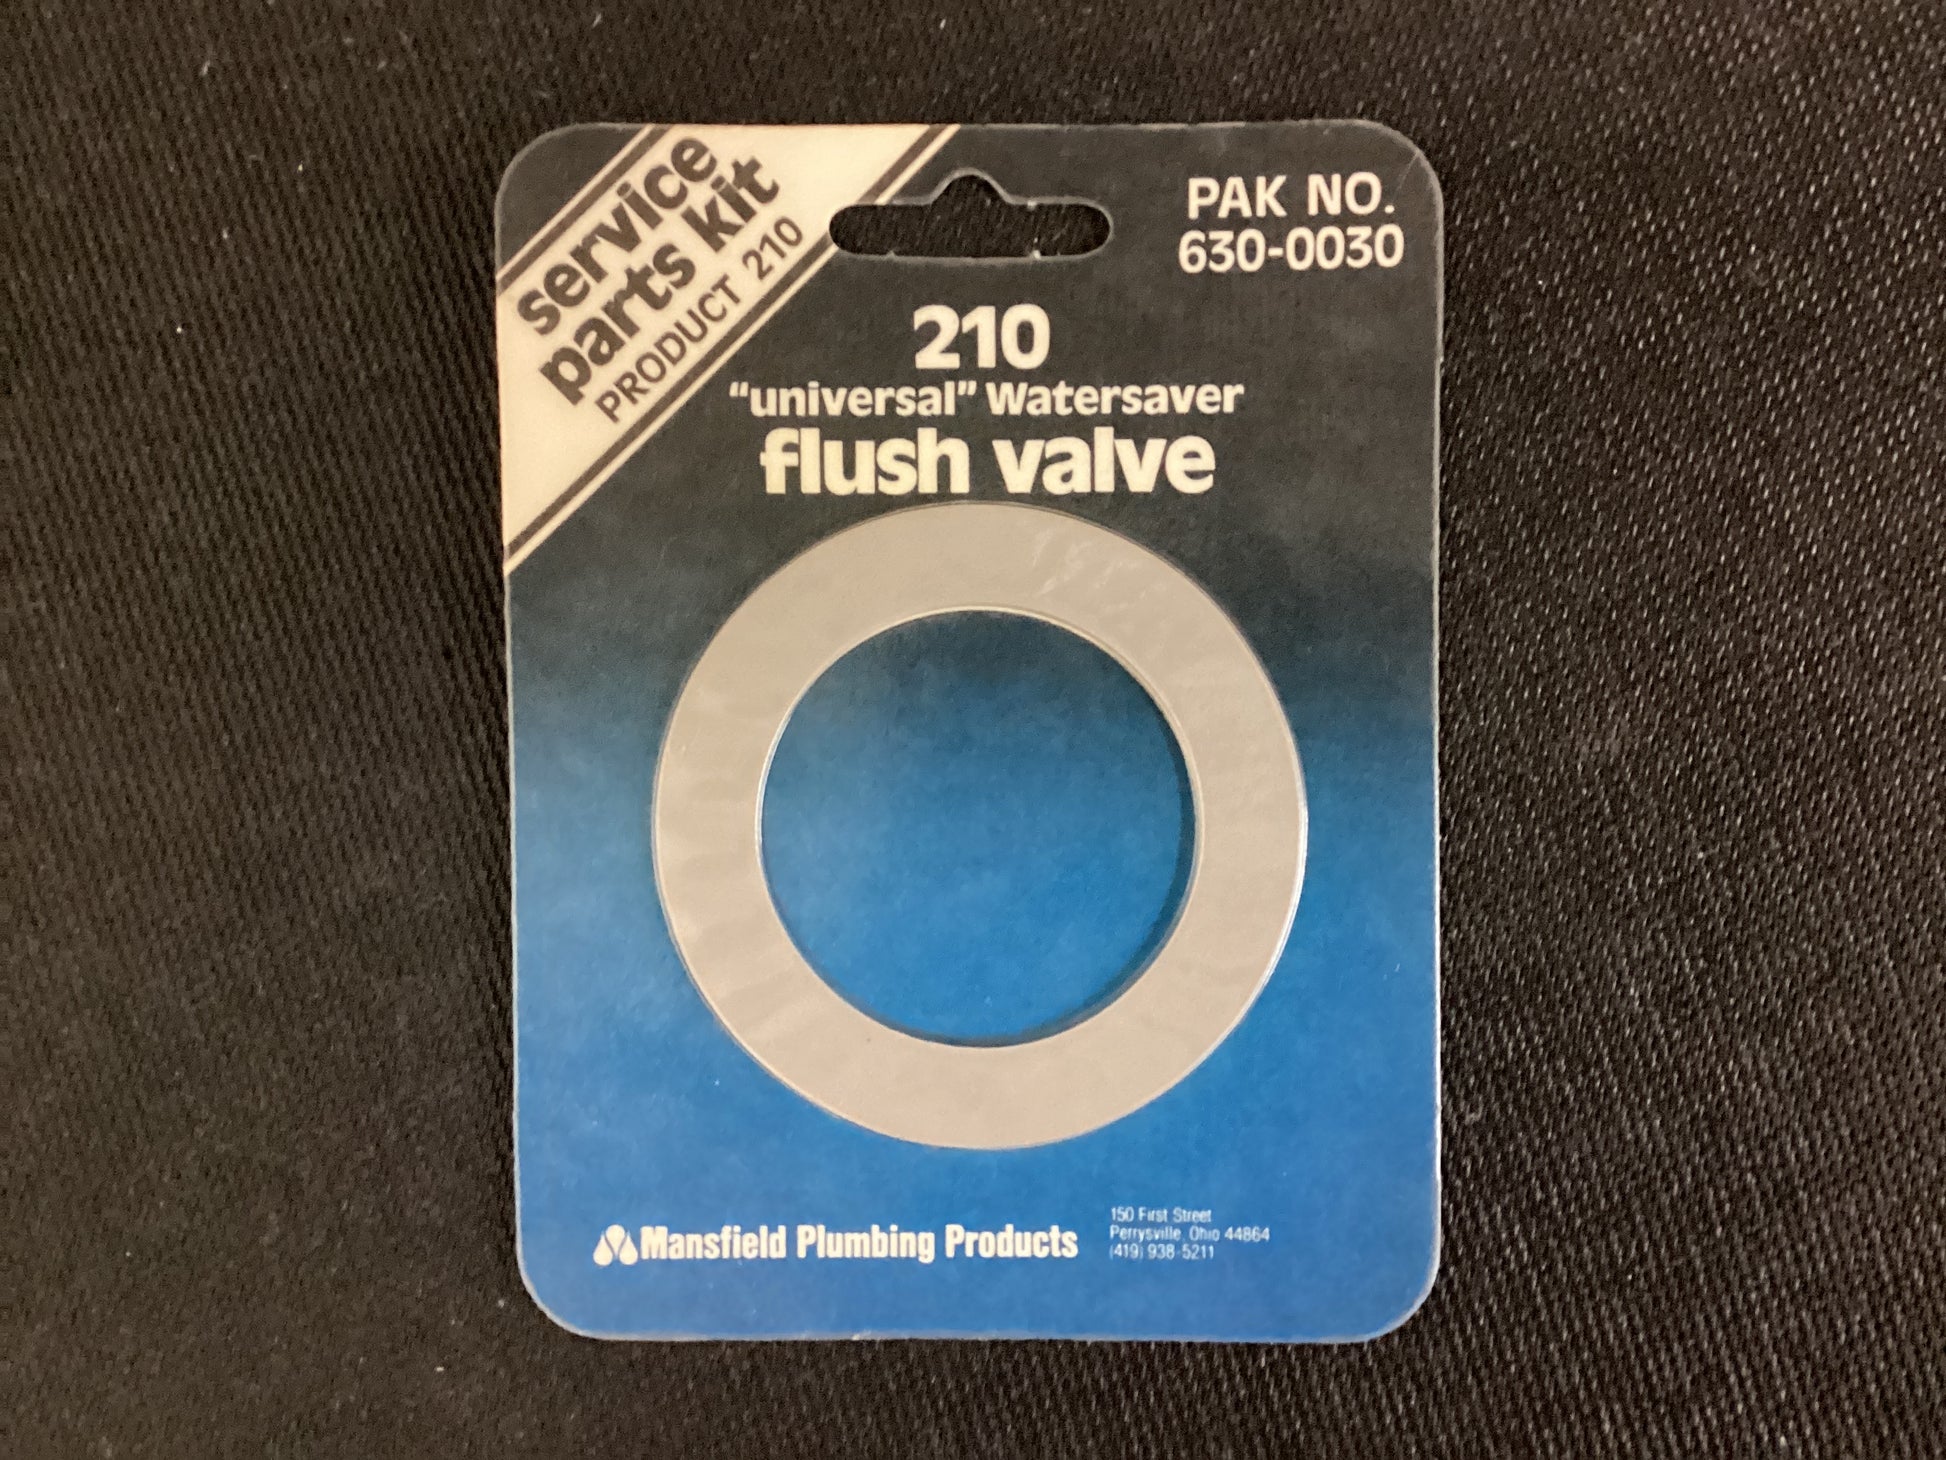 service
parts kit
PRODUCT 210
PAK NO.
630-0030
210
“universal” Watersaver
flush valve
Mansfield Plumbing Products
150 First Street
Perrysville, Ohio 44864
(419) 938-5211